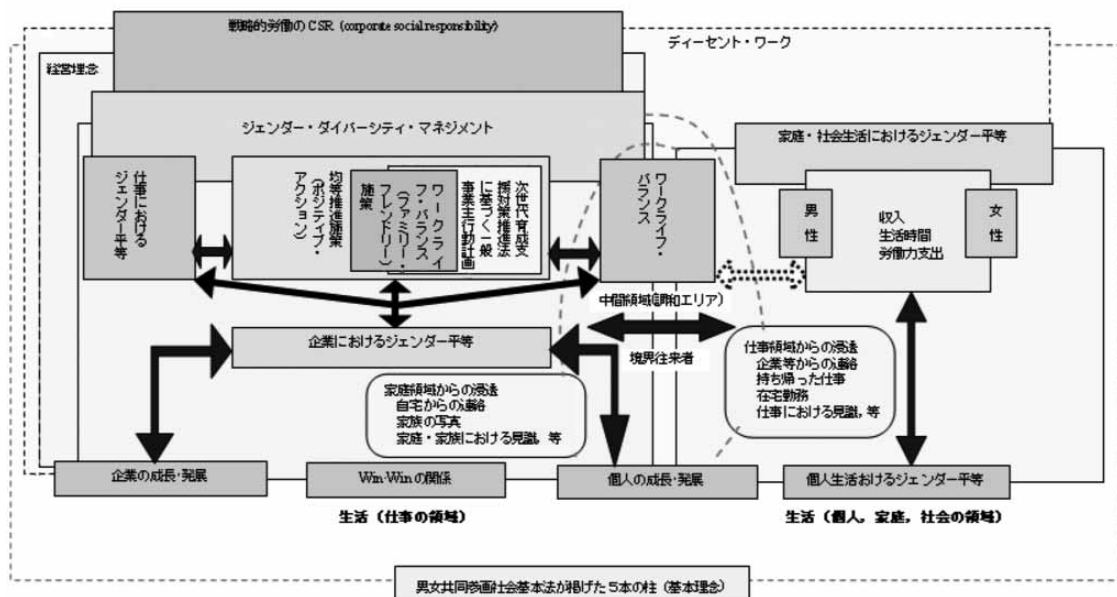 戦略的労働のCSR（corporate social responsibility）
ディーセント・ワーク
経営理念
ジェンダー・ダイバーシティ・マネジメント
家庭・社会生活におけるジェンダー平等
仕事における
ジェンダー平等
均等推進施策
（ポジティブ・
アクション）
ワークライ
フ・バランス
（ファミリー・
フレンドリー）
施策
次世代育成支
援対策推進法
に基づく一般
事業主行動計画
ワークライフ・
バランス
男性
収入
生活時間
労働力支出
女性
中間領域（調和エリア）
境界往来者
企業におけるジェンダー平等
家庭領域からの浸透
自宅からの連絡
家族の写真
家庭・家族における見識，等
仕事領域からの浸透
企業等からの連絡
持ち帰った仕事
在宅勤務
仕事における見識，等
企業の成長・発展
Win-Winの関係
個人の成長・発展
個人生活おけるジェンダー平等
生活（仕事の領域）
生活（個人，家庭，社会の領域）
男女共同参画社会基本法が掲げた5本の柱（基本理念）